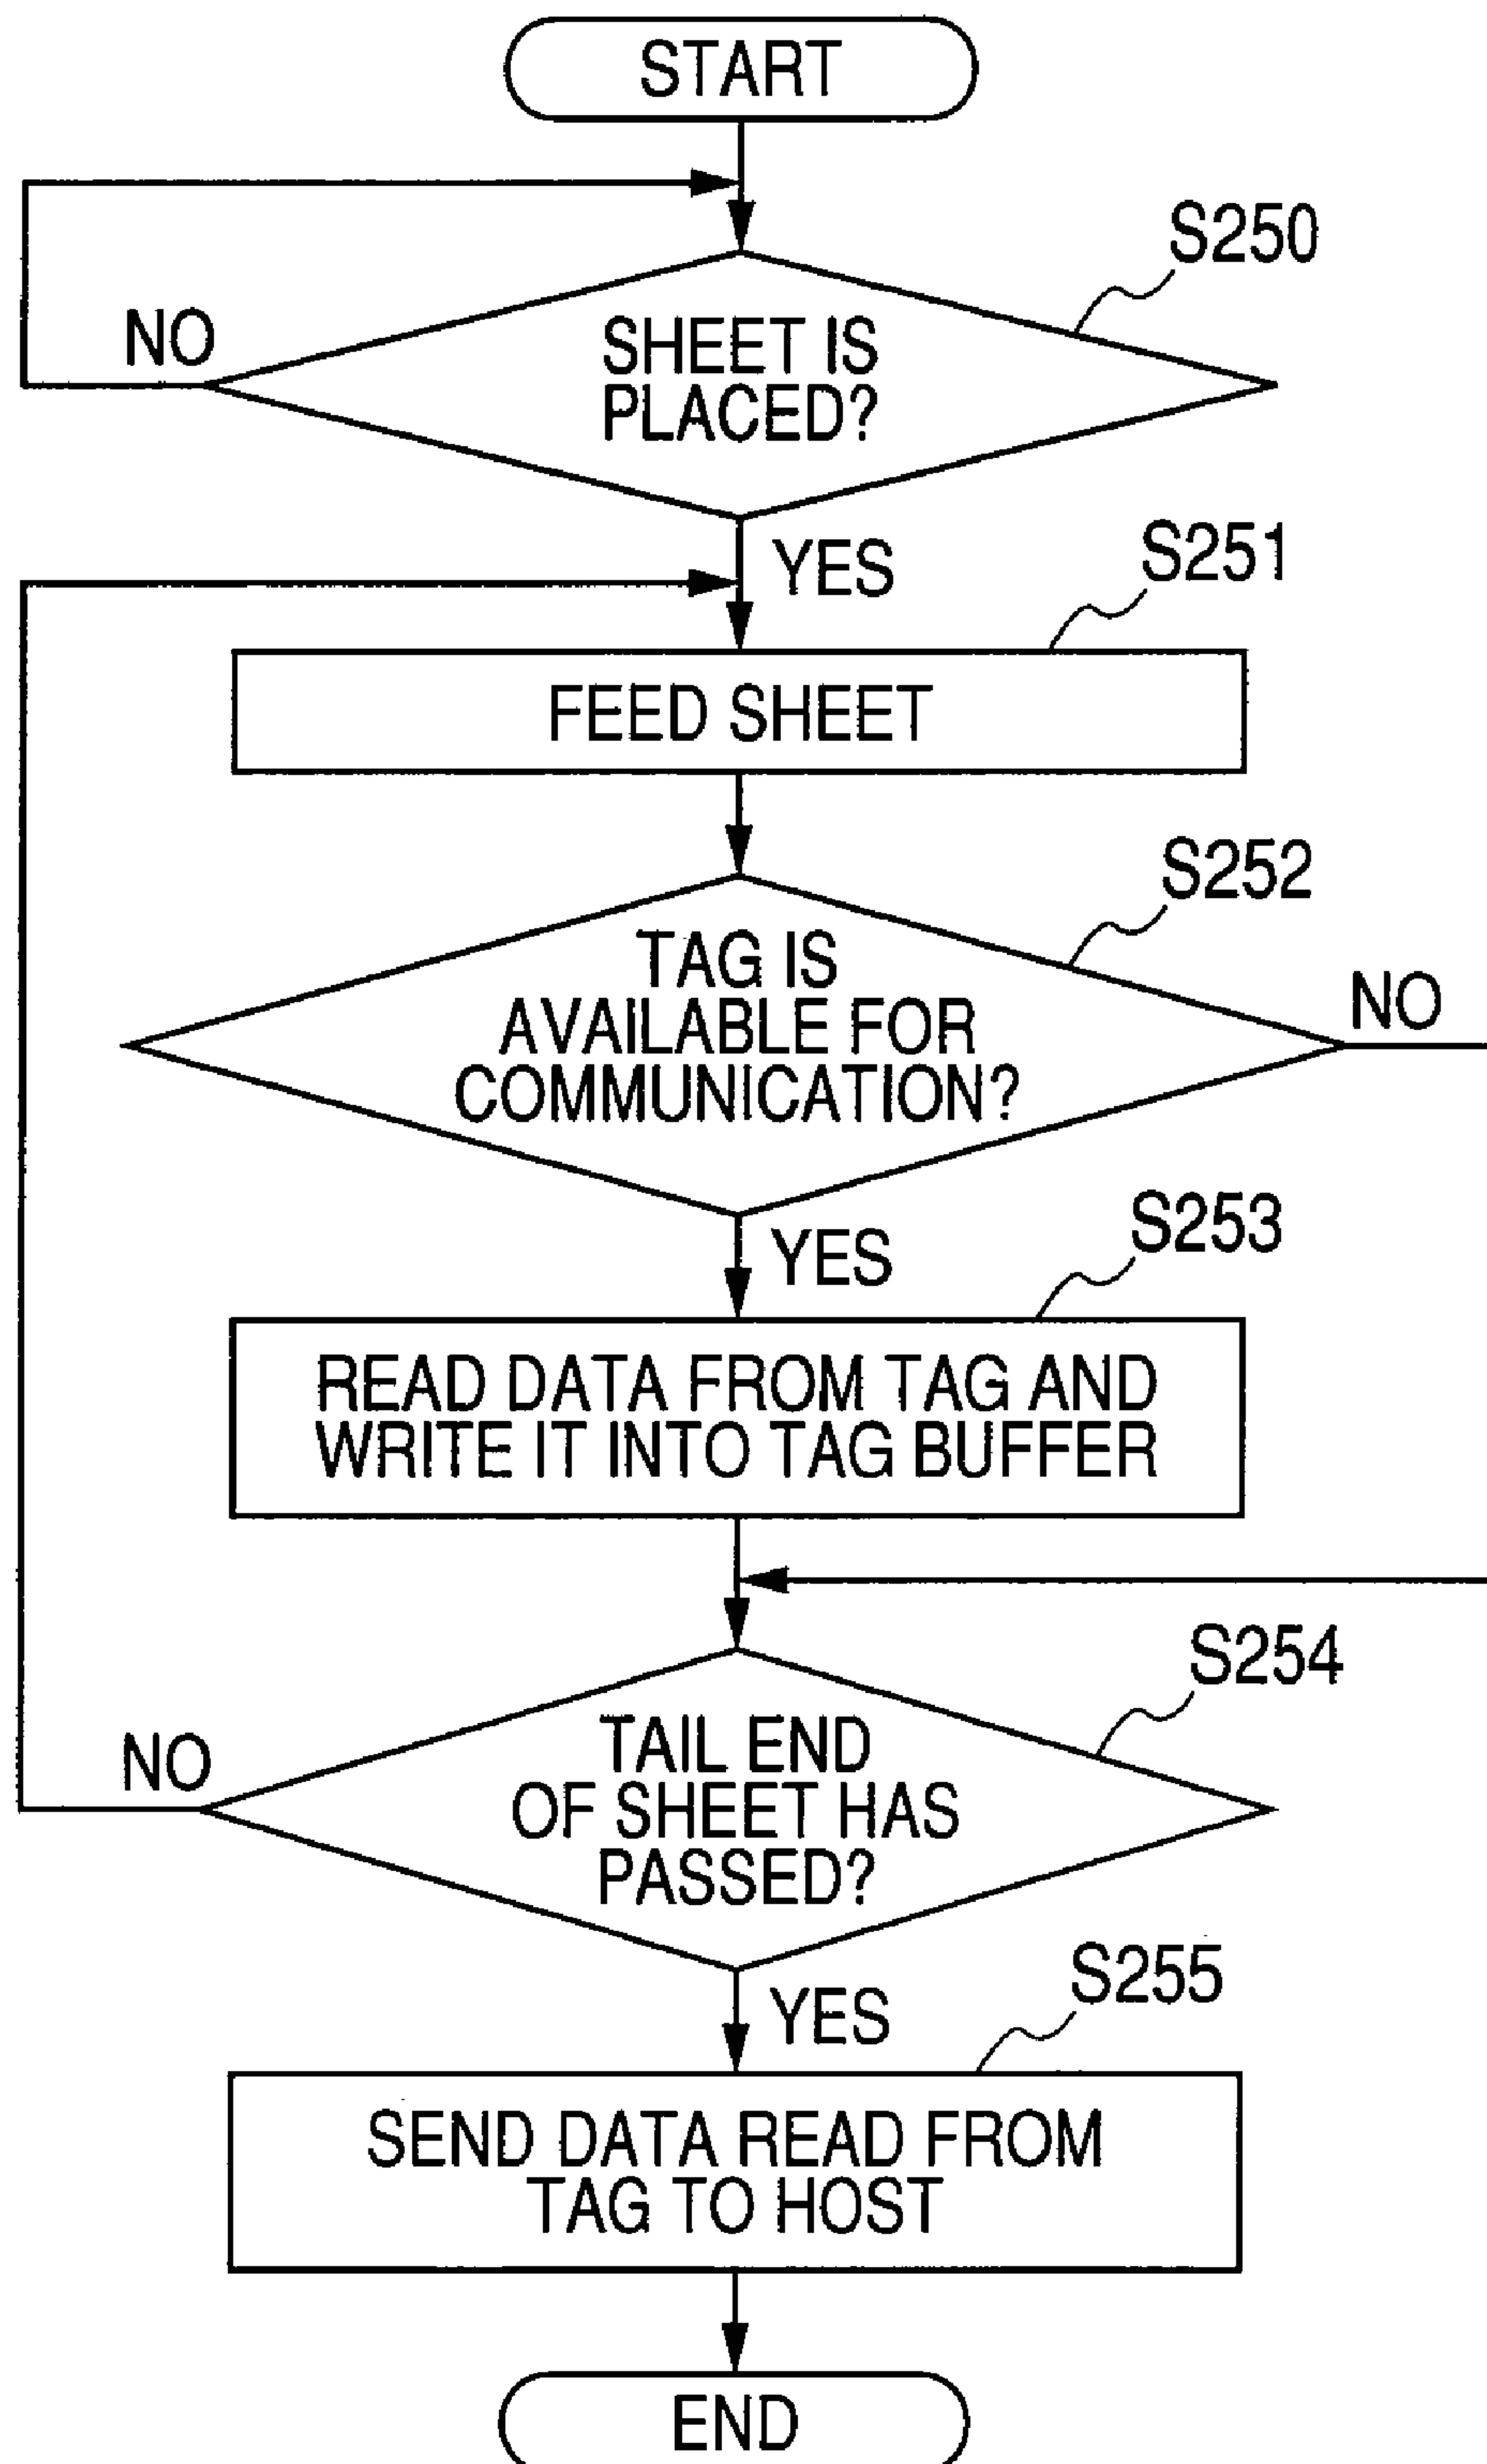 START
S250
NO
SHEET IS
PLACED?
YES
S251
FEED SHEET
S252
TAG IS
AVAILABLE FOR
COMMUNICATION?
NO
YES
S253
READ DATA FROM TAG AND
WRITE IT INTO TAG BUFFER
S254
NO
TAIL END
OF SHEET HAS
PASSED?
YES
S255
SEND DATA READ FROM
TAG TO HOST
END